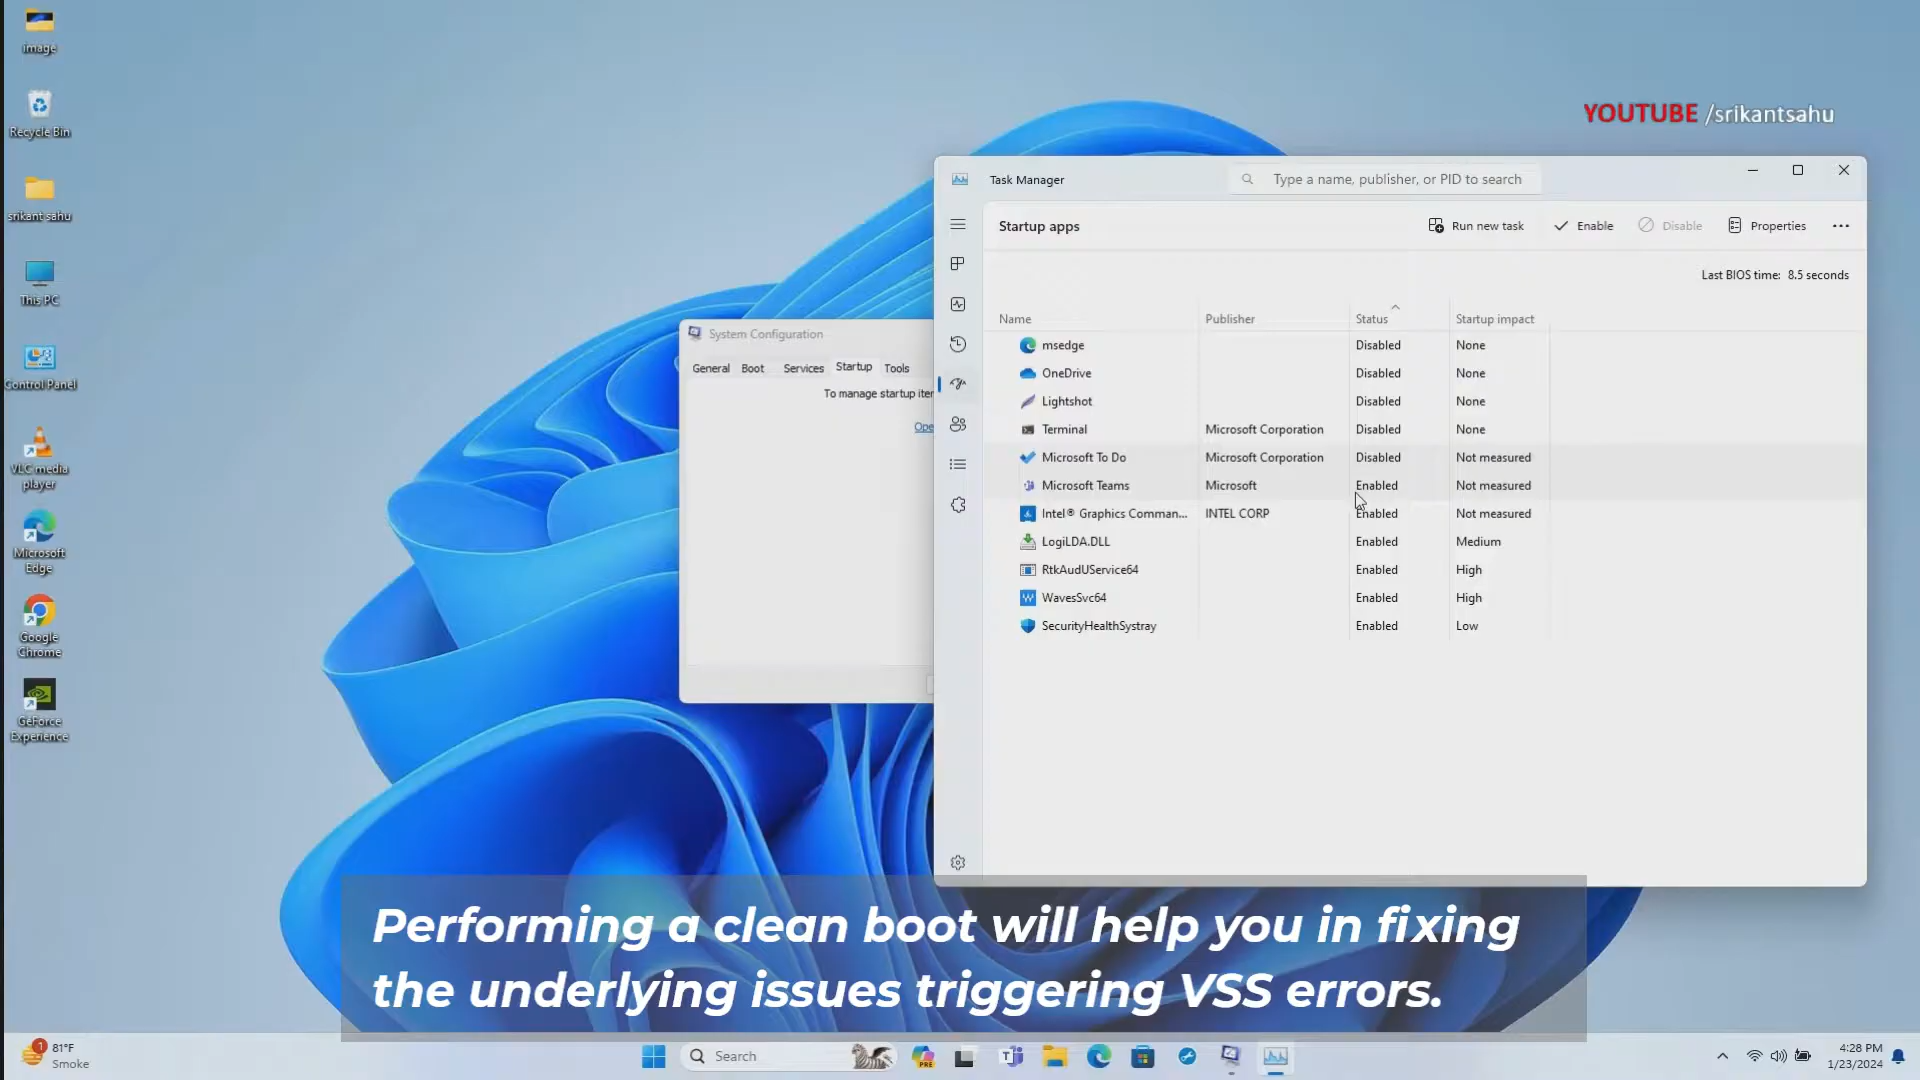 image
Recycle Bin
srikant sahu
This PC
Control Panel
VLC media
player
Microsoft
Edge
Google
Chrome
GeForce
Experience
YOUTUBE /srikantsahu
System Configuration
General Boot Services Startup Tools
To manage startup iter
Ope
Task Manager
Type a name, publisher, or PID to search
Startup apps
Run new task Enable Disable Properties
Last BIOS time: 8.5 seconds
Name Publisher Status Startup impact
msedge Disabled None
OneDrive Disabled None
Lightshot Disabled None
Terminal Microsoft Corporation Disabled None
Microsoft To Do Microsoft Corporation Disabled Not measured
Microsoft Teams Microsoft Enabled Not measured
Intel® Graphics Comman... INTEL CORP Enabled Not measured
LogiLDA.DLL Enabled Medium
RtkAudUService64 Enabled High
WavesSvc64 Enabled High
SecurityHealthSystray Enabled Low
Performing a clean boot will help you in fixing
the underlying issues triggering VSS errors.
1
81°F
Smoke
Search
PRE
4:28 PM
1/23/2024